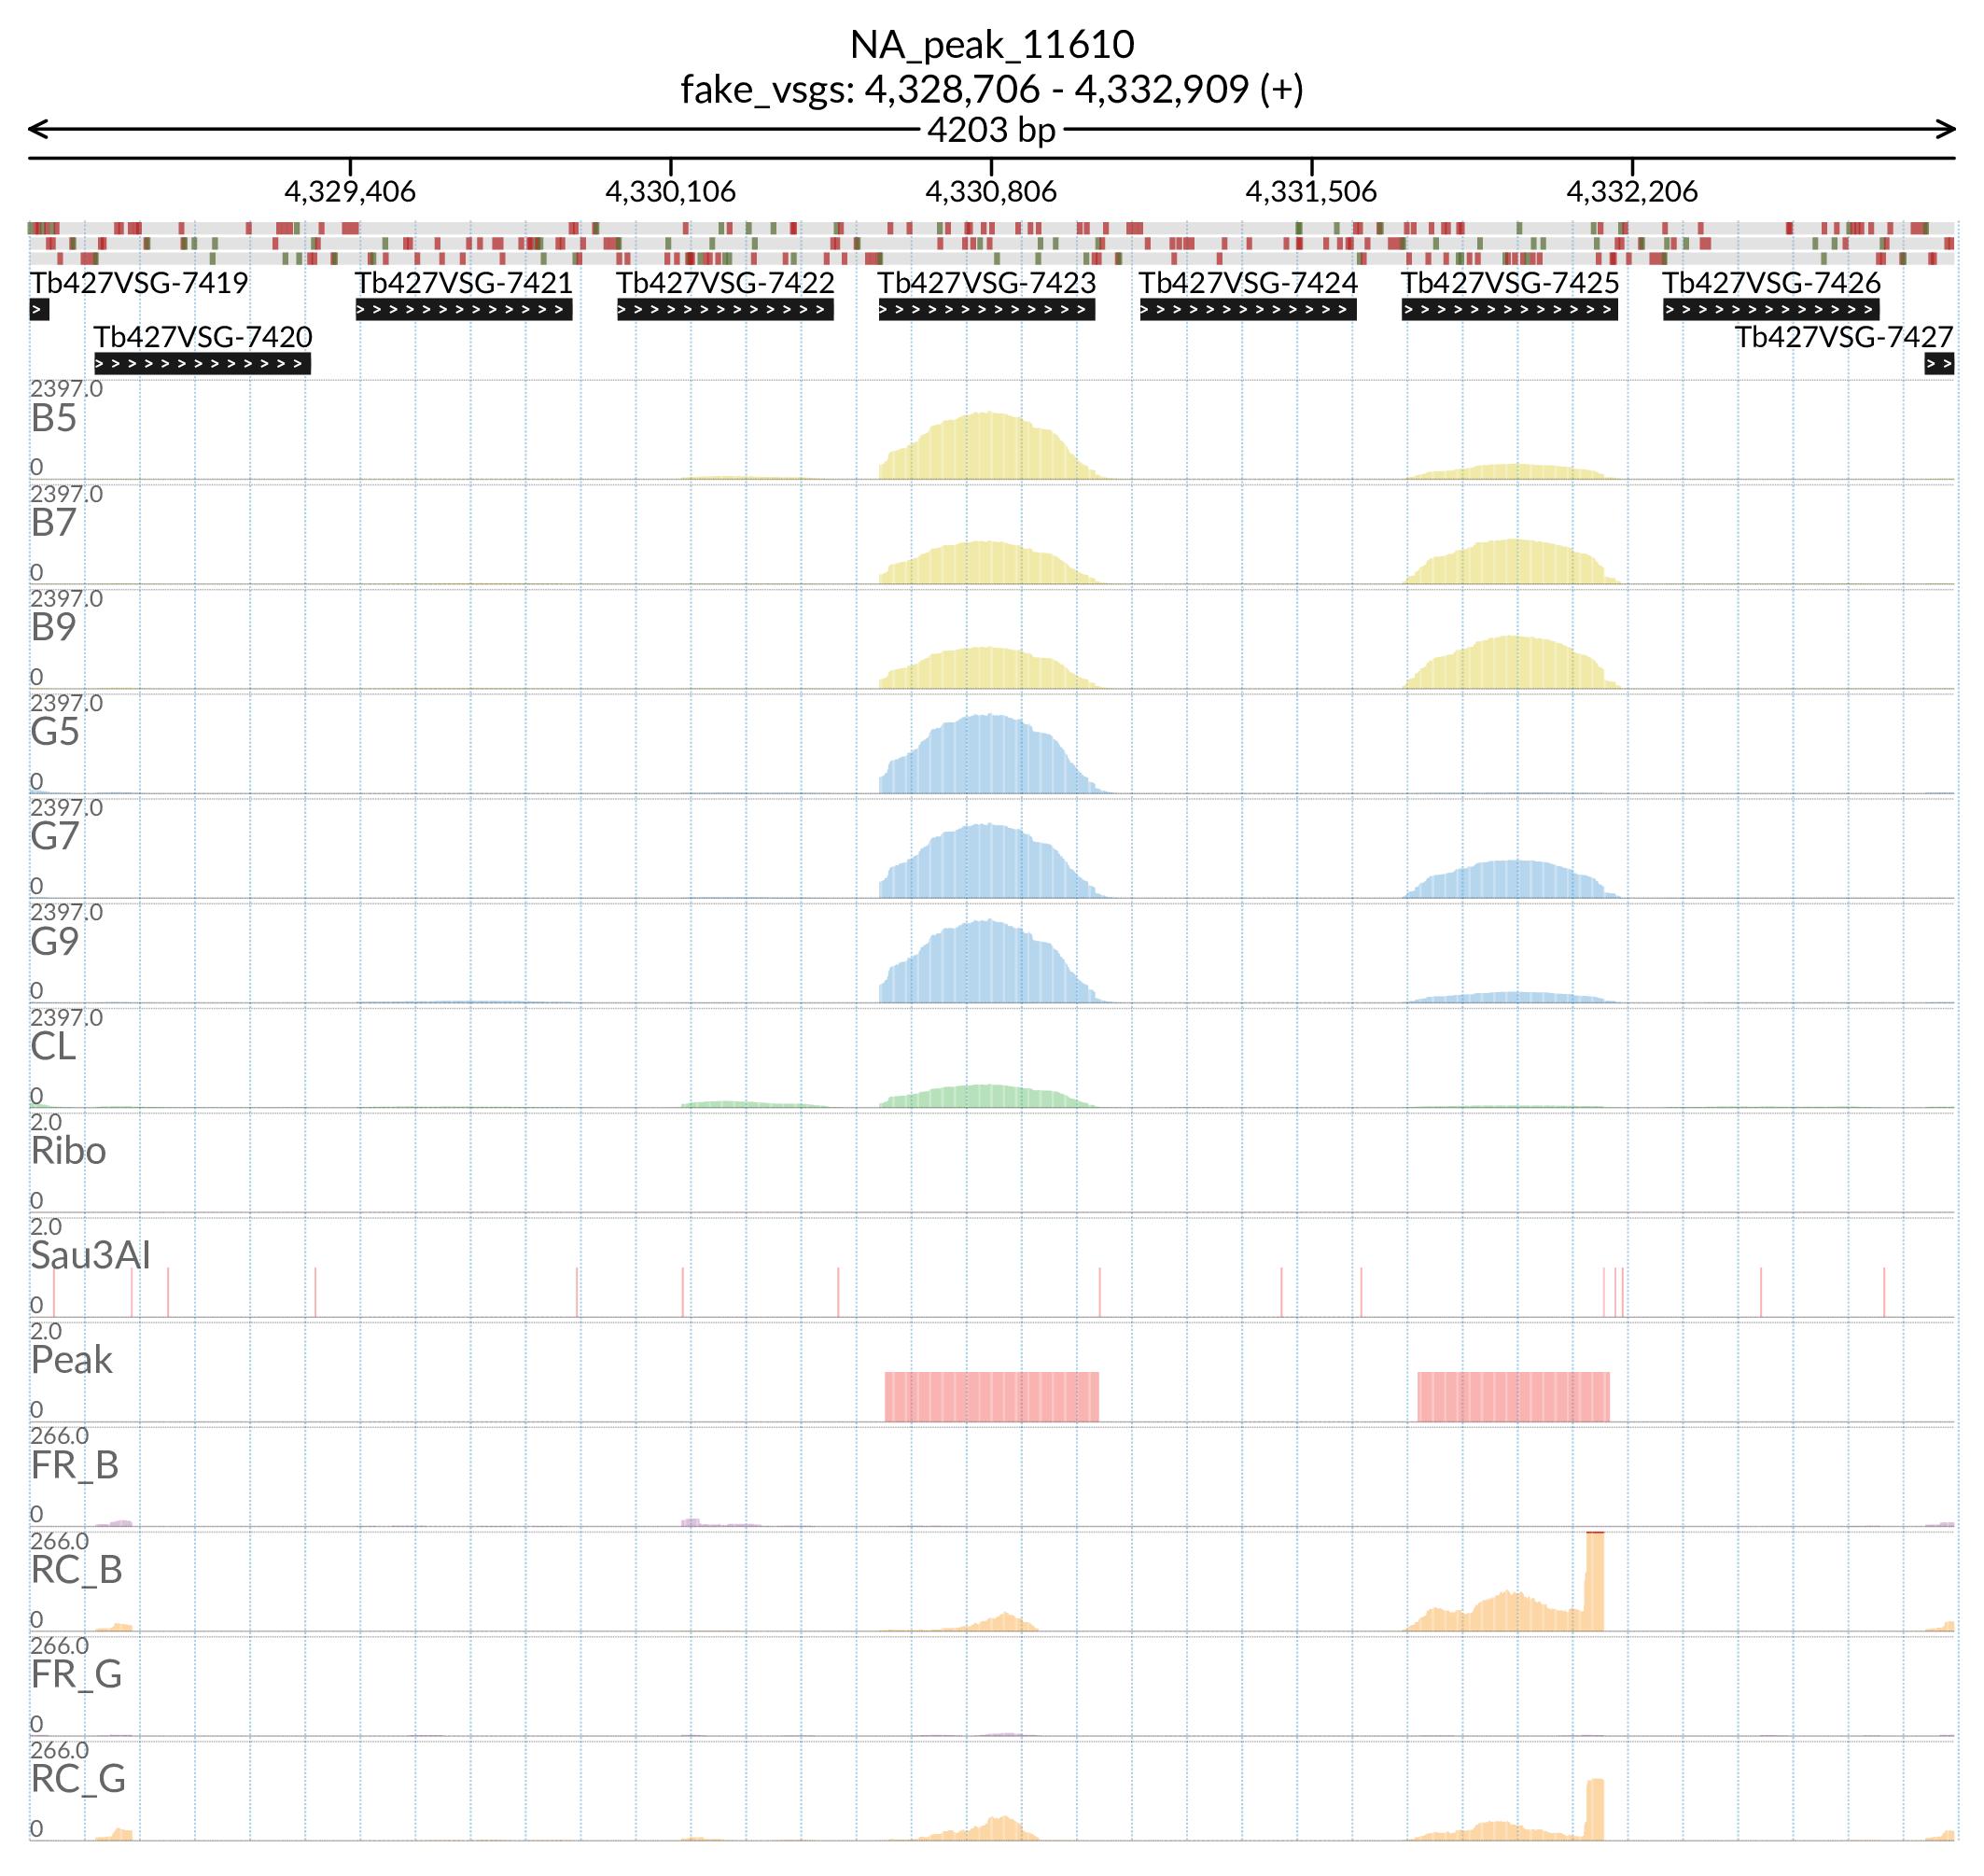 NA_peak_11610
fake_vsgs: 4,328,706 - 4,332,909 (+)
4203 bp
4,329,406 4,330,106 4,330,806 4,331,506 4,332,206
Tb427VSG-7419 Tb427VSG-7421 Tb427VSG-7422 Tb427VSG-7423 Tb427VSG-7424 Tb427VSG-7425 Tb427VSG-7426
Tb427VSG-7420 Tb427VSG-7427
2397.0
B5
0
2397.0
B7
0
2397.0
B9
0
2397.0
G5
0
2397.0
G7
0
2397.0
G9
0
2397.0
CL
0
2.0
Ribo
0
2.0
Sau3AI
0
2.0
Peak
0
266.0
FR_B
0
266.0
RC_B
0
266.0
FR_G
0
266.0
RC_G
0